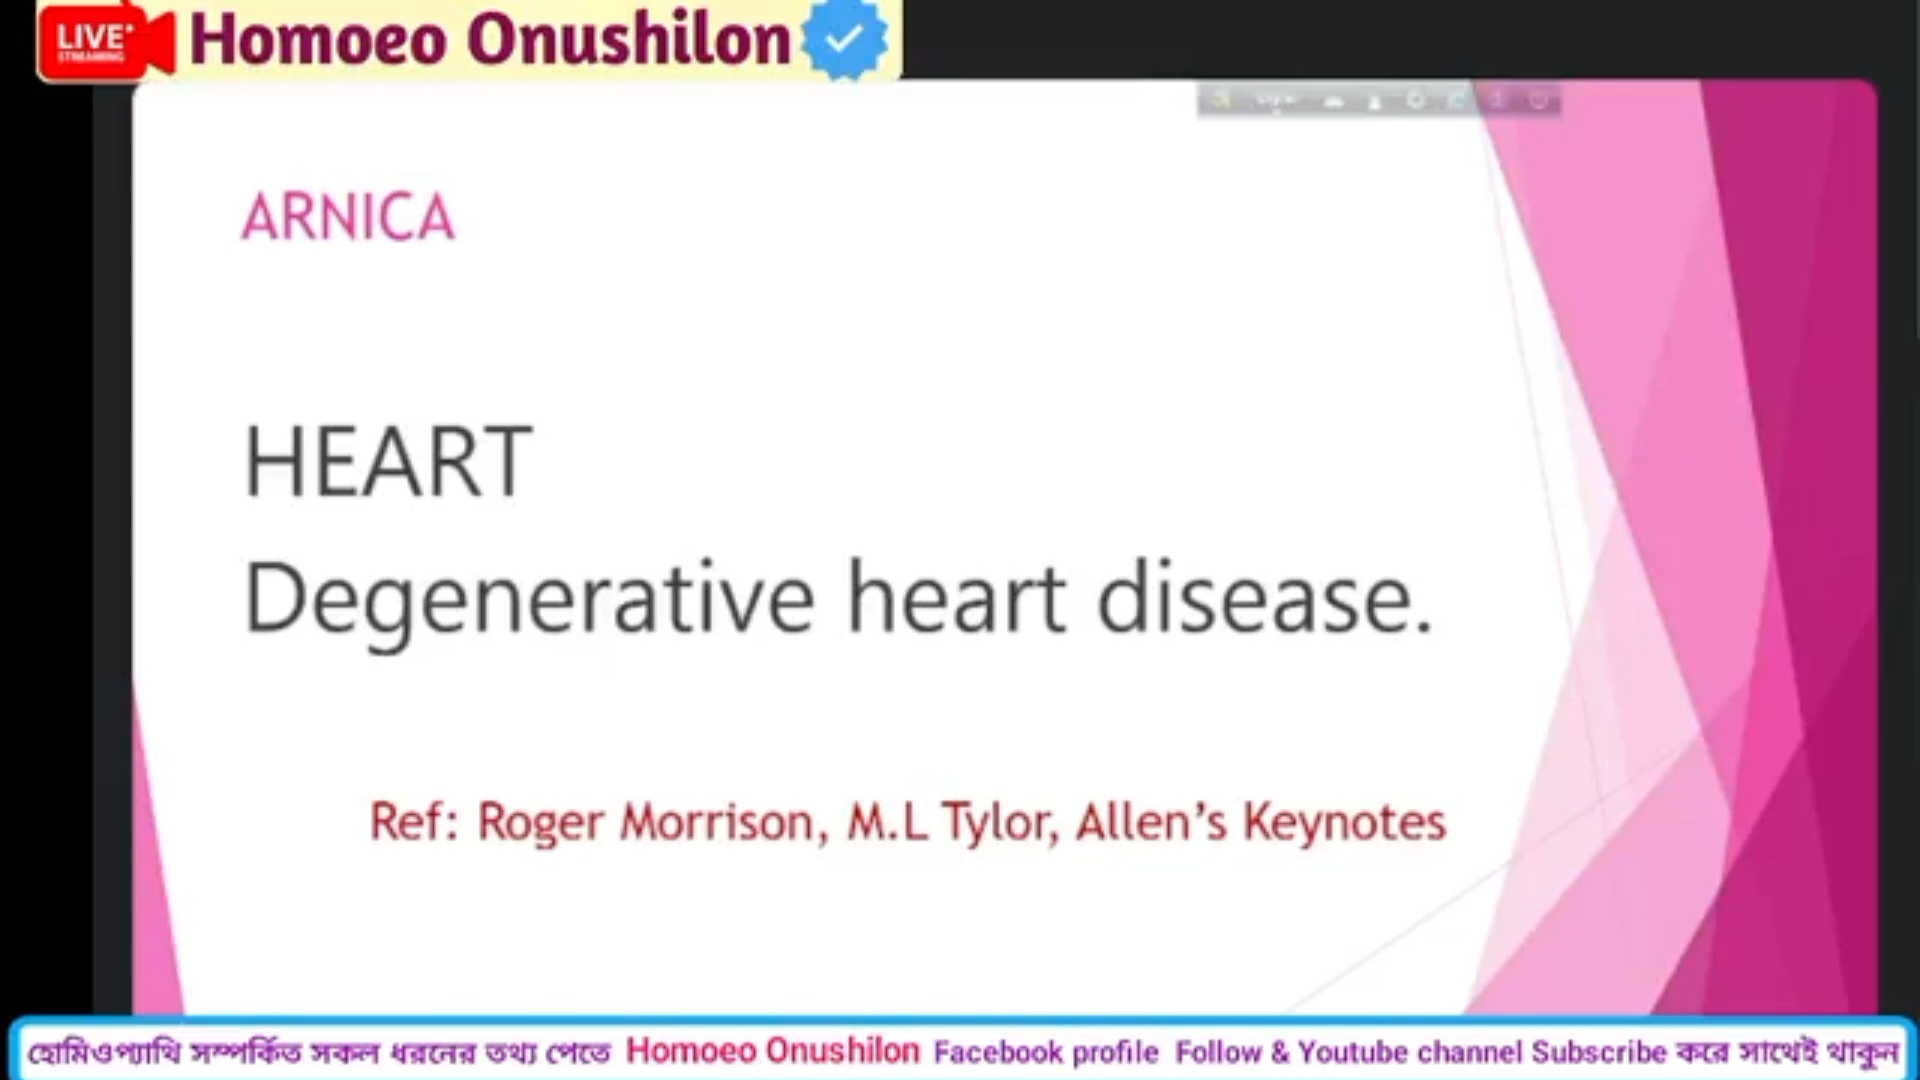 LIVE
STREAMING
Homoeo Onushilon
ARNICA
HEART
Degenerative heart disease.
Ref: Roger Morrison, M.L Tylor, Allen's Keynotes
হোমিওপ্যাথি সম্পর্কিত সকল ধরনের তথ্য পেতে Homoeo Onushilon Facebook profile Follow & Youtube channel Subscribe করে সাথেই থাকুন